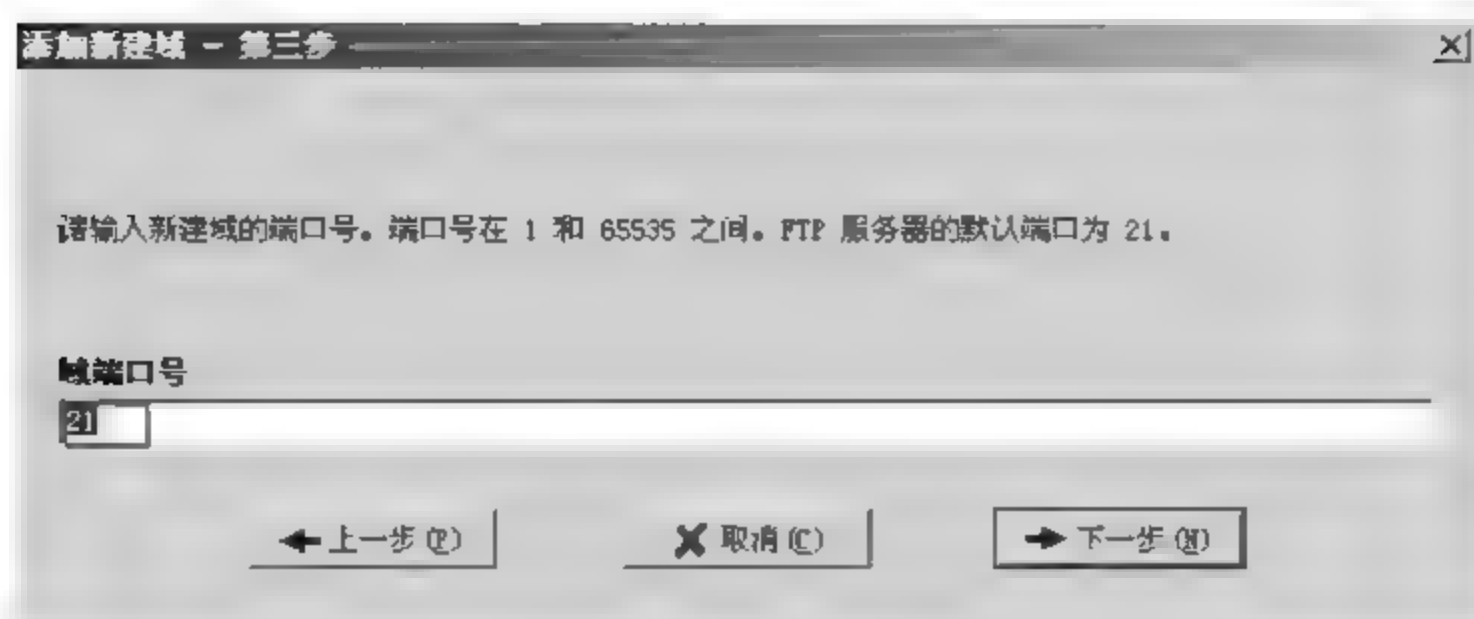 添加新建域 - 第三步
请输入新建域的端口号。端口号在 1 和 65535 之间。FTP 服务器的默认端口为 21。
域端口号
21
上一步(P) 取消(C) 下一步(N)